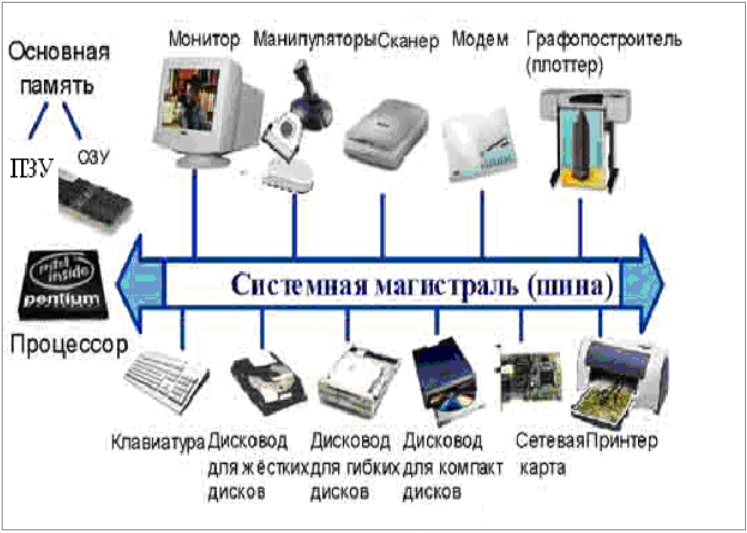 Основная
память
ПЗУ
ОЗУ
Монитор
Манипуляторы
Сканер
Модем
Графопостроитель
(плоттер)
intel
inside
pentium
Процессор
Системная магистраль (шина)
Клавиатура
Дисковод
для жёстких
дисков
Дисковод
для гибких
дисков
Дисковод
для компакт
дисков
Сетевая
карта
Принтер